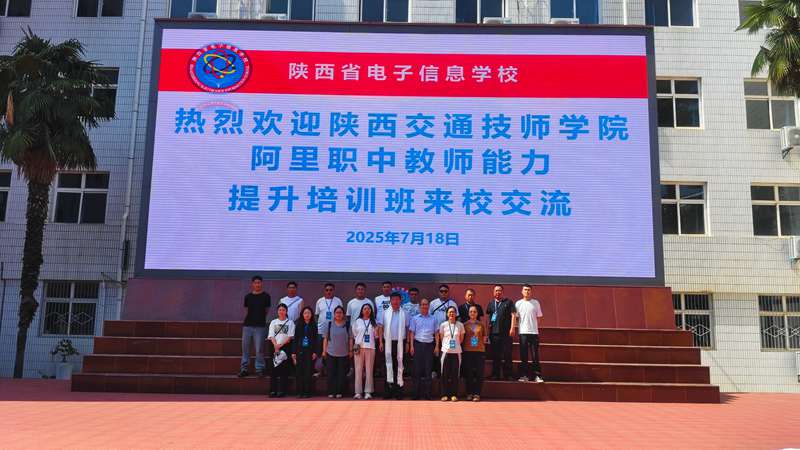 陕西省电子信息学校
热烈欢迎陕西交通技师学院
阿里职中教师能力
提升培训班来校交流
2025年7月18日